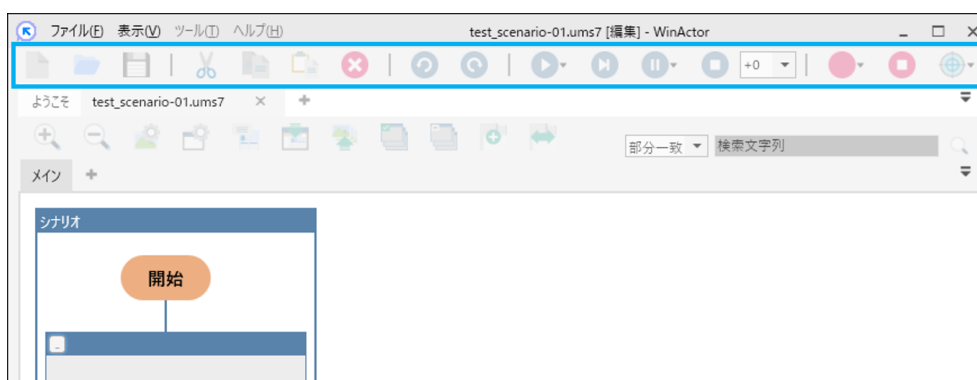 ファイル(F) 表示(V) ツール(T) ヘルプ(H) test_scenario-01.ums7 [編集] - WinActor
+0
ようこそ test_scenario-01.ums7
部分一致 検索文字列
メイン
シナリオ
開始